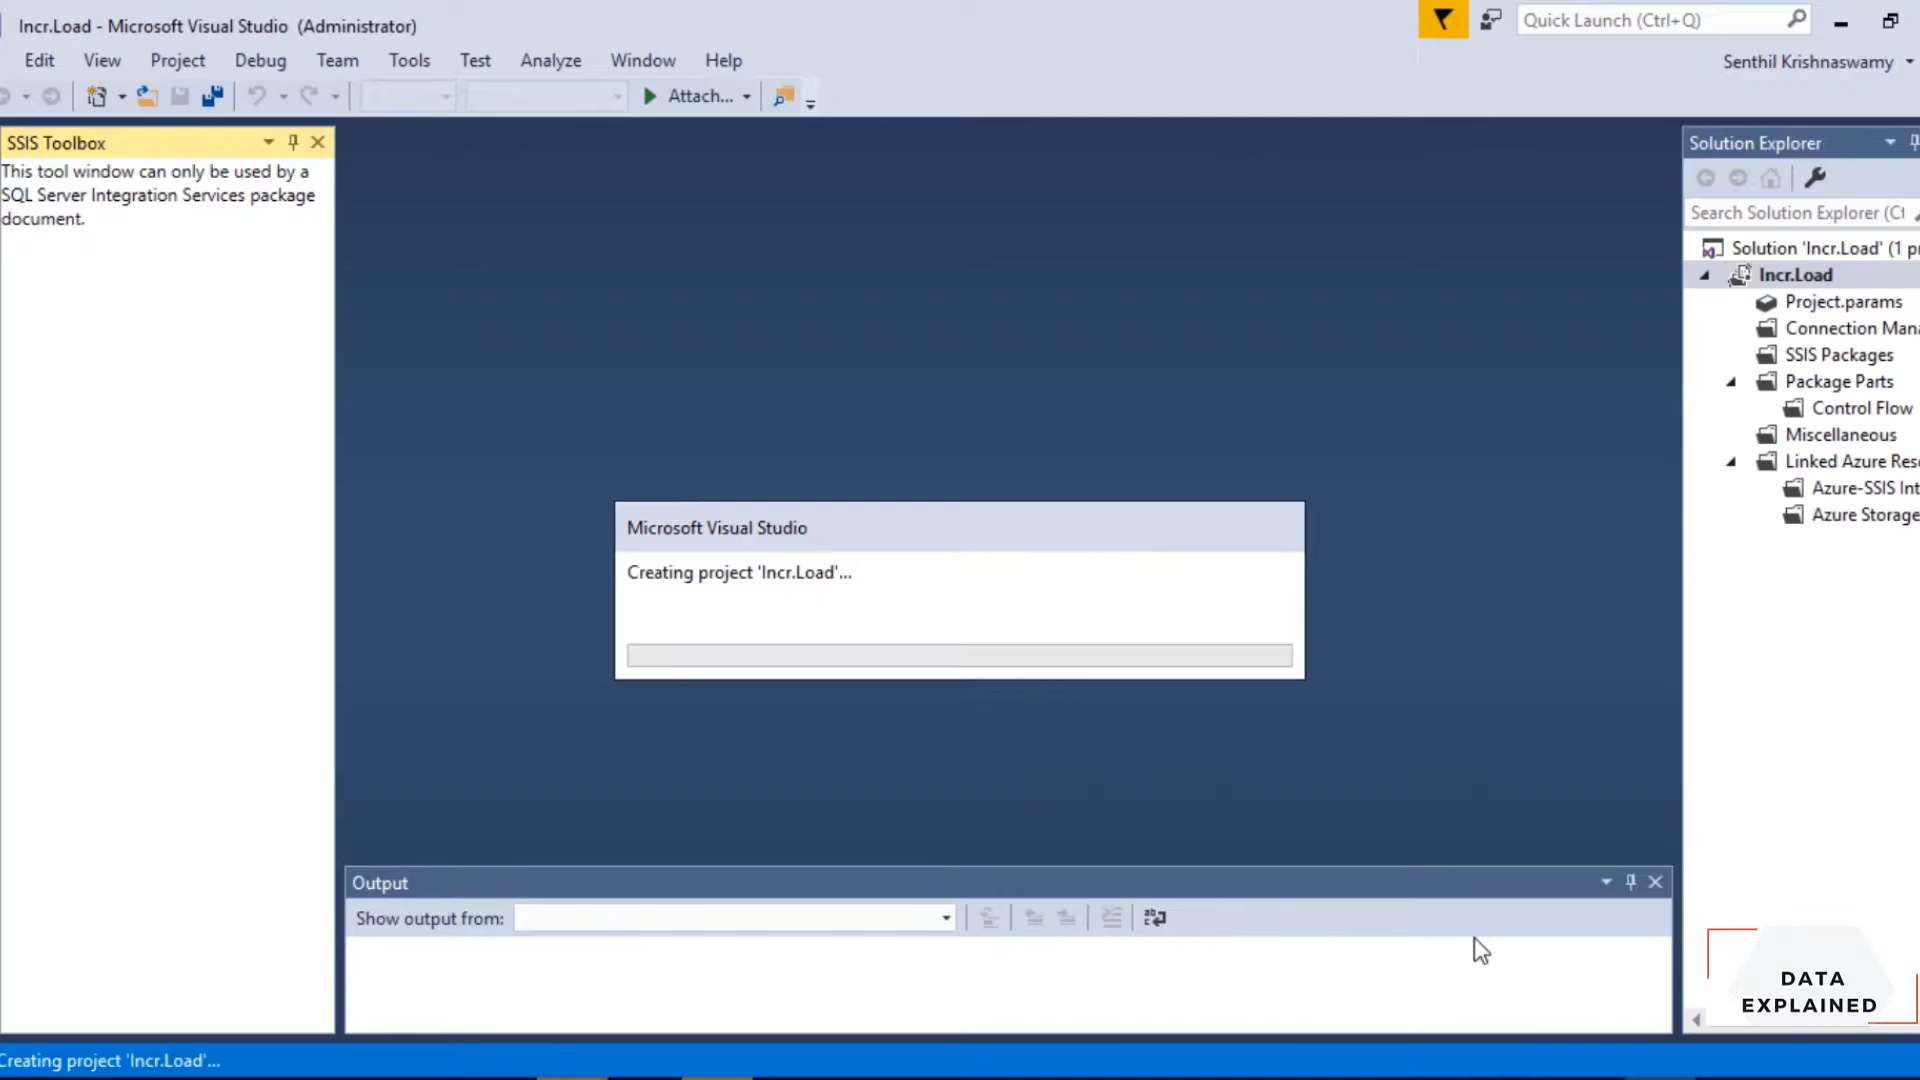 Incr.Load - Microsoft Visual Studio (Administrator)
Quick Launch (Ctrl+Q)
Edit View Project Debug Team Tools Test Analyze Window Help
Senthil Krishnaswamy
Attach...
SSIS Toolbox
This tool window can only be used by a
SQL Server Integration Services package
document.
Microsoft Visual Studio
Creating project 'Incr.Load'...
Output
Show output from:
Solution Explorer
Search Solution Explorer (Ct
Solution 'Incr.Load' (1 pr
Incr.Load
Project.params
Connection Mana
SSIS Packages
Package Parts
Control Flow
Miscellaneous
Linked Azure Reso
Azure-SSIS Int
Azure Storage
DATA
EXPLAINED
Creating project 'Incr.Load'...